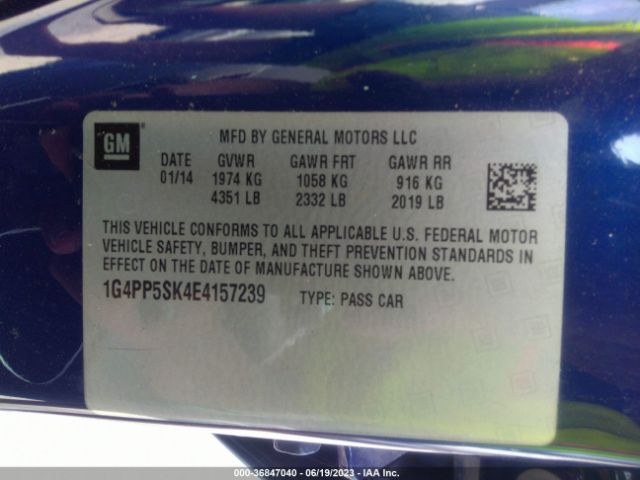 GM
MFD BY GENERAL MOTORS LLC
DATE GVWR GAWR FRT GAWR RR
01/14 1974 KG 1058 KG 916 KG
4351 LB 2332 LB 2019 LB
THIS VEHICLE CONFORMS TO ALL APPLICABLE U.S. FEDERAL MOTOR
VEHICLE SAFETY, BUMPER, AND THEFT PREVENTION STANDARDS IN
EFFECT ON THE DATE OF MANUFACTURE SHOWN ABOVE.
1G4PP5SK4E4157239 TYPE: PASS CAR
000-36847040 - 06/19/2023 - IAA Inc.